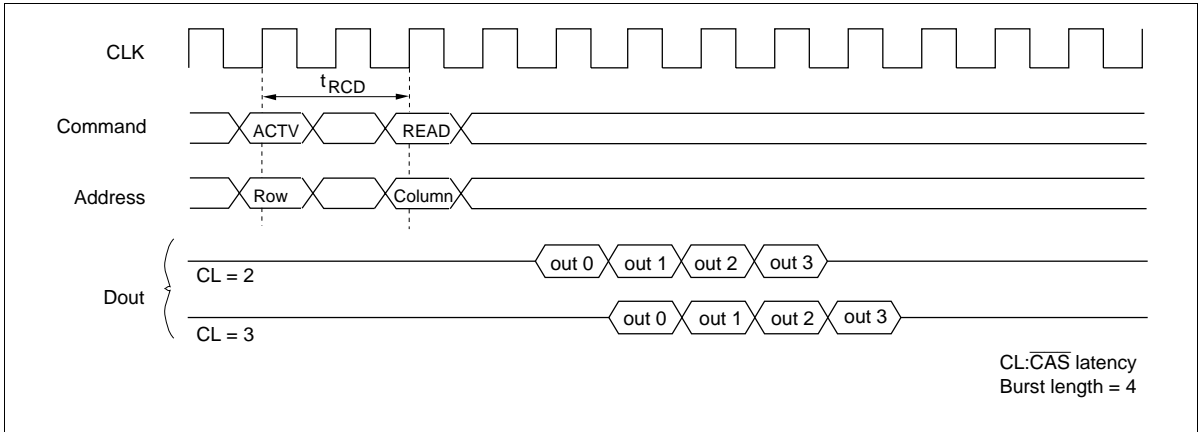 CLK
tRCD
Command
ACTV
READ
Address
Row
Column
out 0
out 1
out 2
out 3
CL = 2
Dout
out 0
out 1
out 2
out 3
CL = 3
CL:CAS latency
Burst length = 4